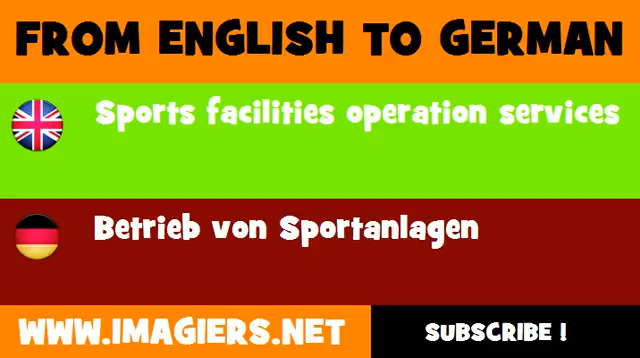 FROM ENGLISH TO GERMAN
Sports facilities operation services
Betrieb von Sportanlagen
WWW.IMAGIERS.NET
SUBSCRIBE !